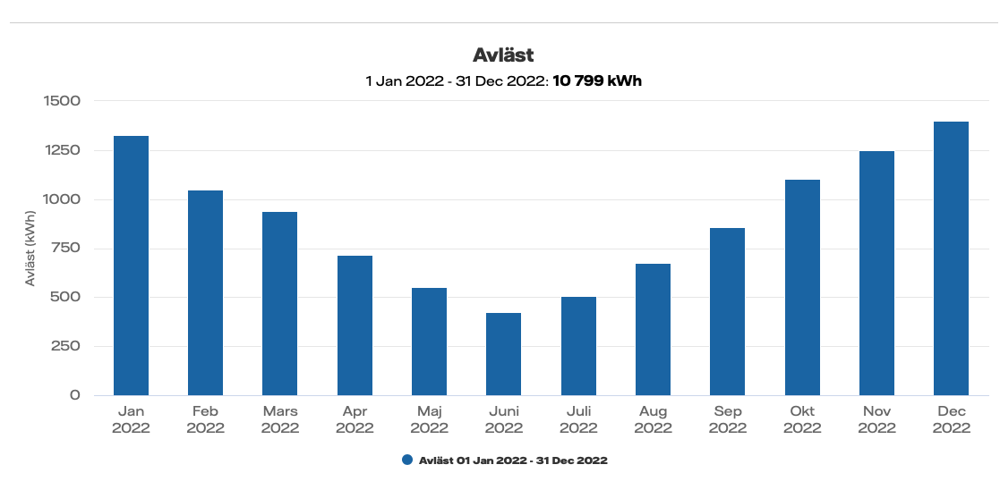 Avläst
1 Jan 2022 - 31 Dec 2022: 10 799 kWh
Avläst (kWh)
1500
1250
1000
750
500
250
0
Jan 2022
Feb 2022
Mars 2022
Apr 2022
Maj 2022
Juni 2022
Juli 2022
Aug 2022
Sep 2022
Okt 2022
Nov 2022
Dec 2022
Avläst 01 Jan 2022 - 31 Dec 2022